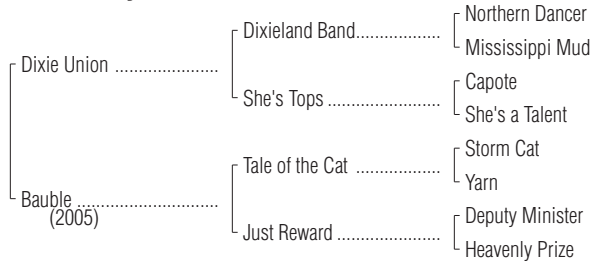 Northern Dancer
Dixieland Band..................
Mississippi Mud
Dixie Union ......................
Capote
She's Tops ........................
She's a Talent
Storm Cat
Tale of the Cat ..................
Yarn
Bauble ..............................
(2005)
Deputy Minister
Just Reward ......................
Heavenly Prize